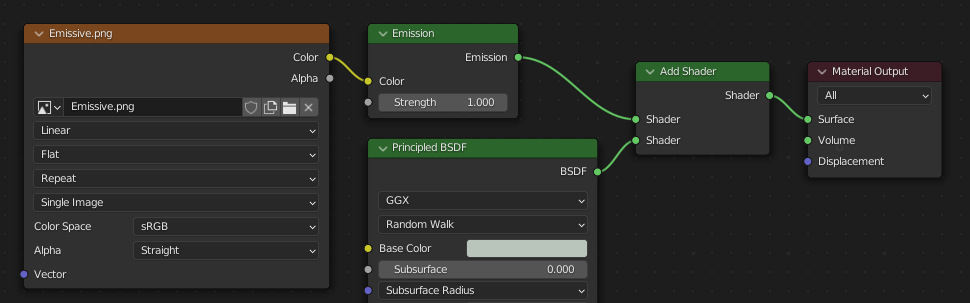 Emissive.png
Color
Alpha
Emissive.png
Linear
Flat
Repeat
Single Image
Color Space sRGB
Alpha Straight
Vector
Emission
Emission
Color
Strength 1.000
Principled BSDF
BSDF
GGX
Random Walk
Base Color
Subsurface 0.000
Subsurface Radius
Add Shader
Shader
Shader
Shader
Material Output
All
Surface
Volume
Displacement